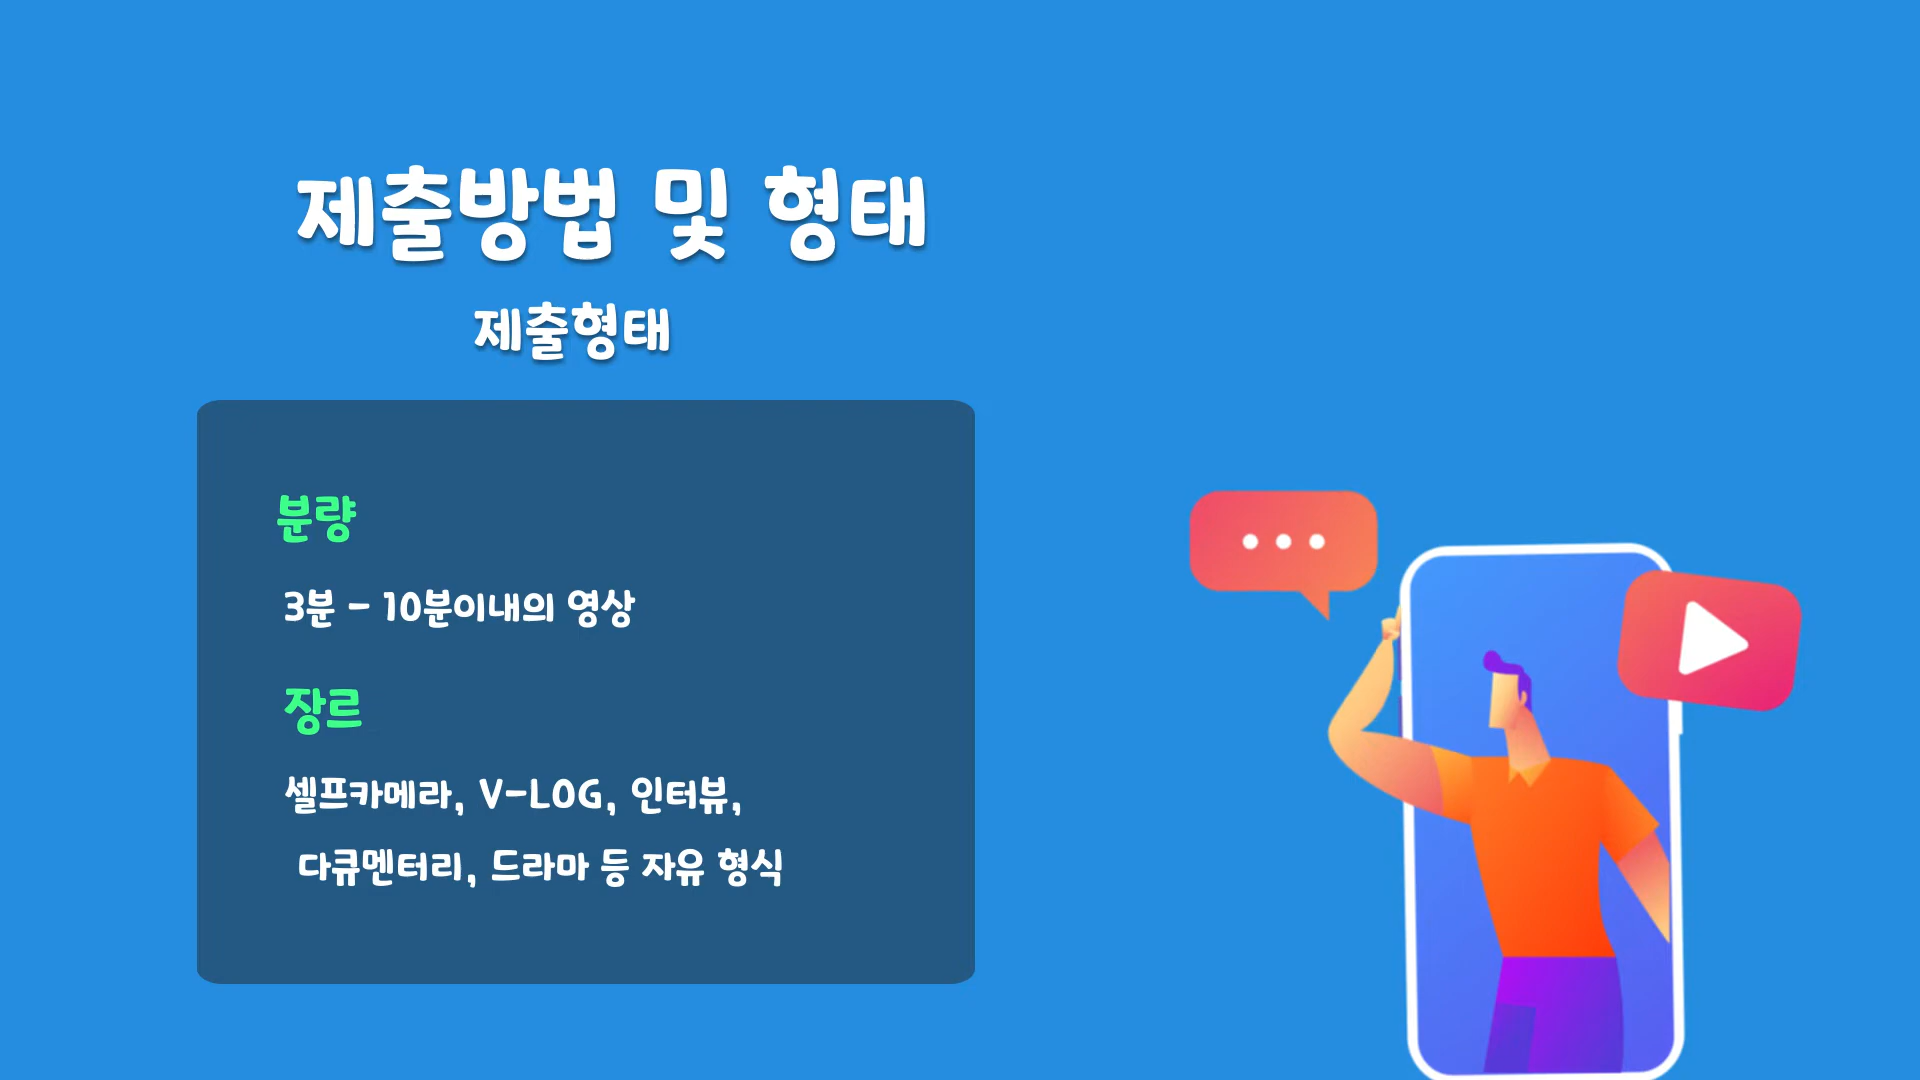 제출방법 및 형태
제출형태
분량
3분 - 10분이내의 영상
장르
셀프카메라, V-LOG, 인터뷰,
다큐멘터리, 드라마 등 자유 형식